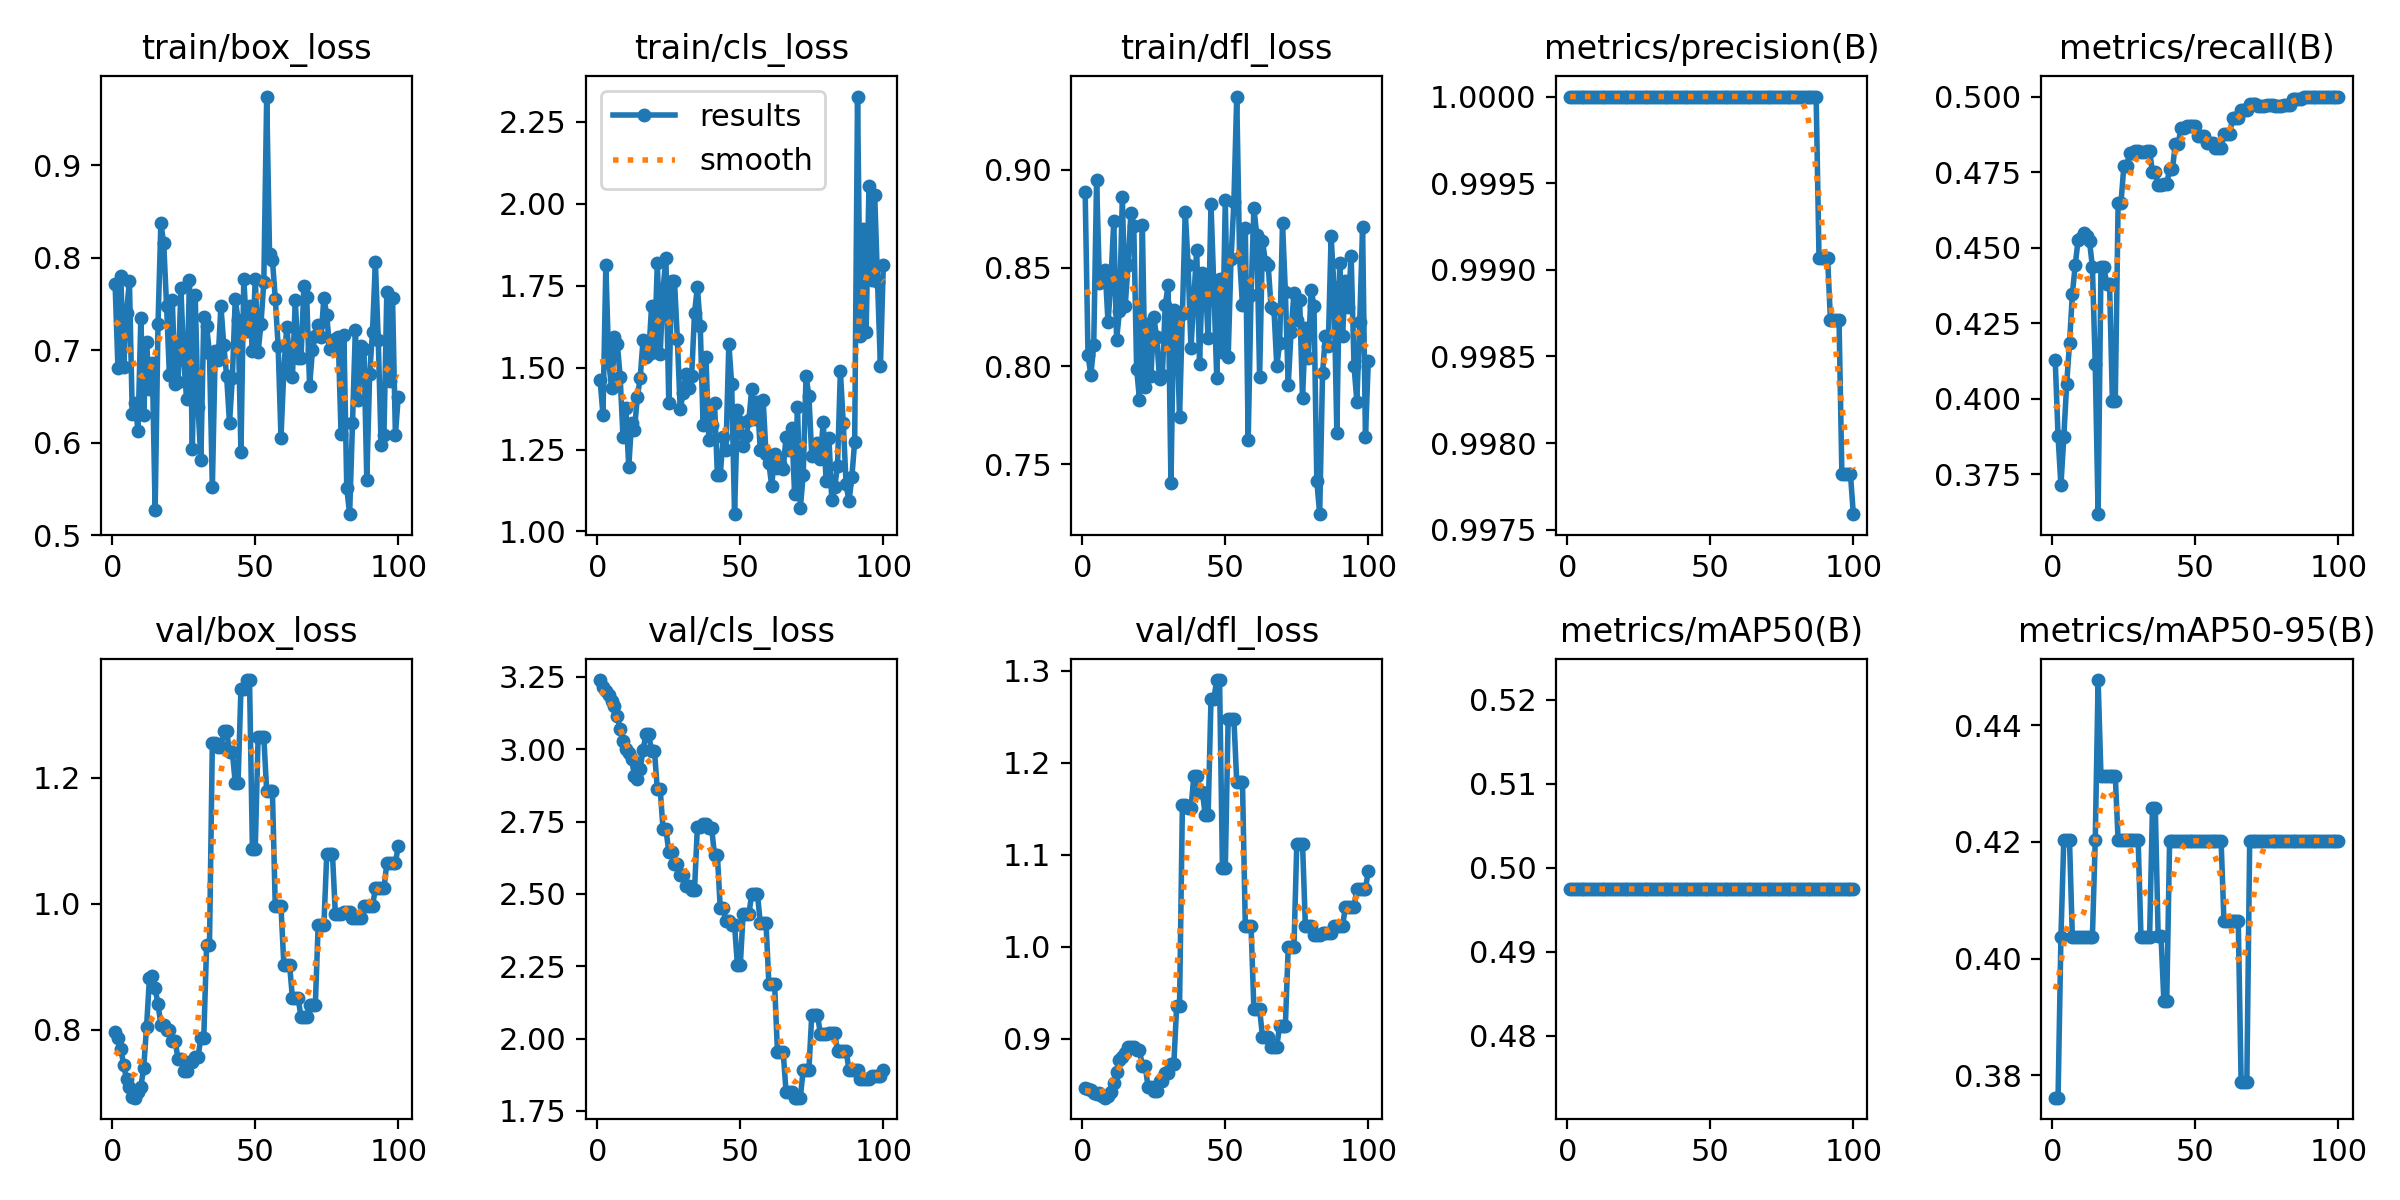 train/box_loss
train/cls_loss
train/dfl_loss
metrics/precision(B)
metrics/recall(B)
0.9
0.8
0.7
0.6
0.5
0 50 100
results
smooth
2.25
2.00
1.75
1.50
1.25
1.00
0 50 100
0.90
0.85
0.80
0.75
0 50 100
1.0000
0.9995
0.9990
0.9985
0.9980
0.9975
0 50 100
0.500
0.475
0.450
0.425
0.400
0.375
0 50 100
val/box_loss
val/cls_loss
val/dfl_loss
metrics/mAP50(B)
metrics/mAP50-95(B)
1.2
1.0
0.8
0 50 100
3.25
3.00
2.75
2.50
2.25
2.00
1.75
0 50 100
1.3
1.2
1.1
1.0
0.9
0 50 100
0.52
0.51
0.50
0.49
0.48
0 50 100
0.44
0.42
0.40
0.38
0 50 100